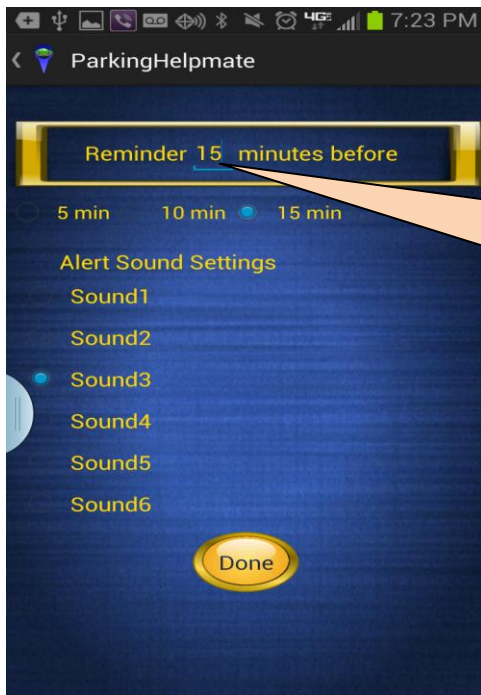 4G 7:23 PM
ParkingHelpmate
Reminder 15 minutes before
5 min 10 min 15 min
Alert Sound Settings
Sound1
Sound2
Sound3
Sound4
Sound5
Sound6
Done